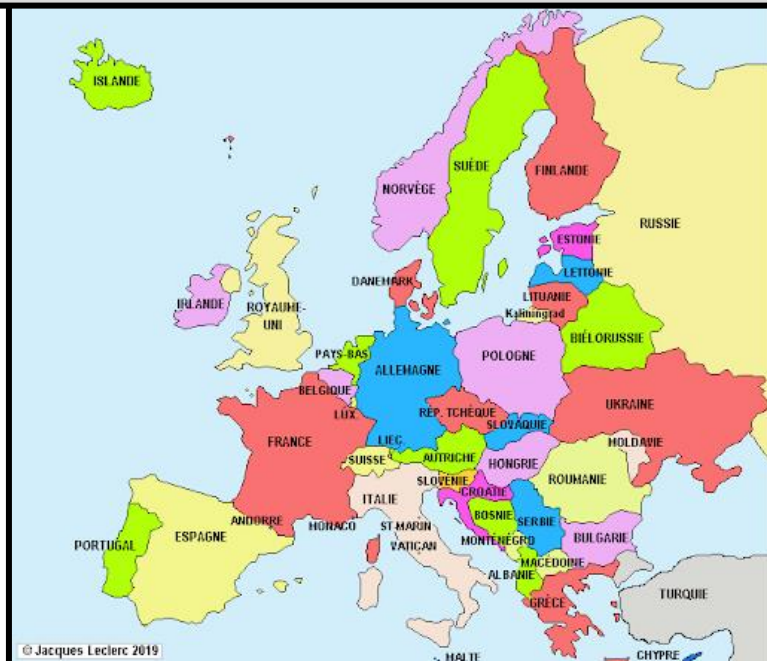 ISLANDE
SUÈDE
FINLANDE
NORVÈGE
RUSSIE
ESTONIE
LETTONIE
DANEMARK
LITUANIE
Kaliningrad
IRLANDE
ROYAUME-
UNI
BIÉLORUSSIE
PAYS-BAS
POLOGNE
ALLEMAGNE
BELGIQUE
LUX.
RÉP. TCHÈQUE
UKRAINE
SLOVAQUIE
FRANCE
LIEC.
MOLDAVIE
SUISSE
AUTRICHE
HONGRIE
ROUMANIE
SLOVÉNIE
CROATIE
ITALIE
BOSNIE
SERBIE
ANDORRE
MONACO
ST-MARIN
ESPAGNE
PORTUGAL
VATICAN
MONTÉNÉGRO
BULGARIE
MACÉDOINE
ALBANIE
TURQUIE
GRÈCE
© Jacques Leclerc 2019
MALTE
CHYPRE